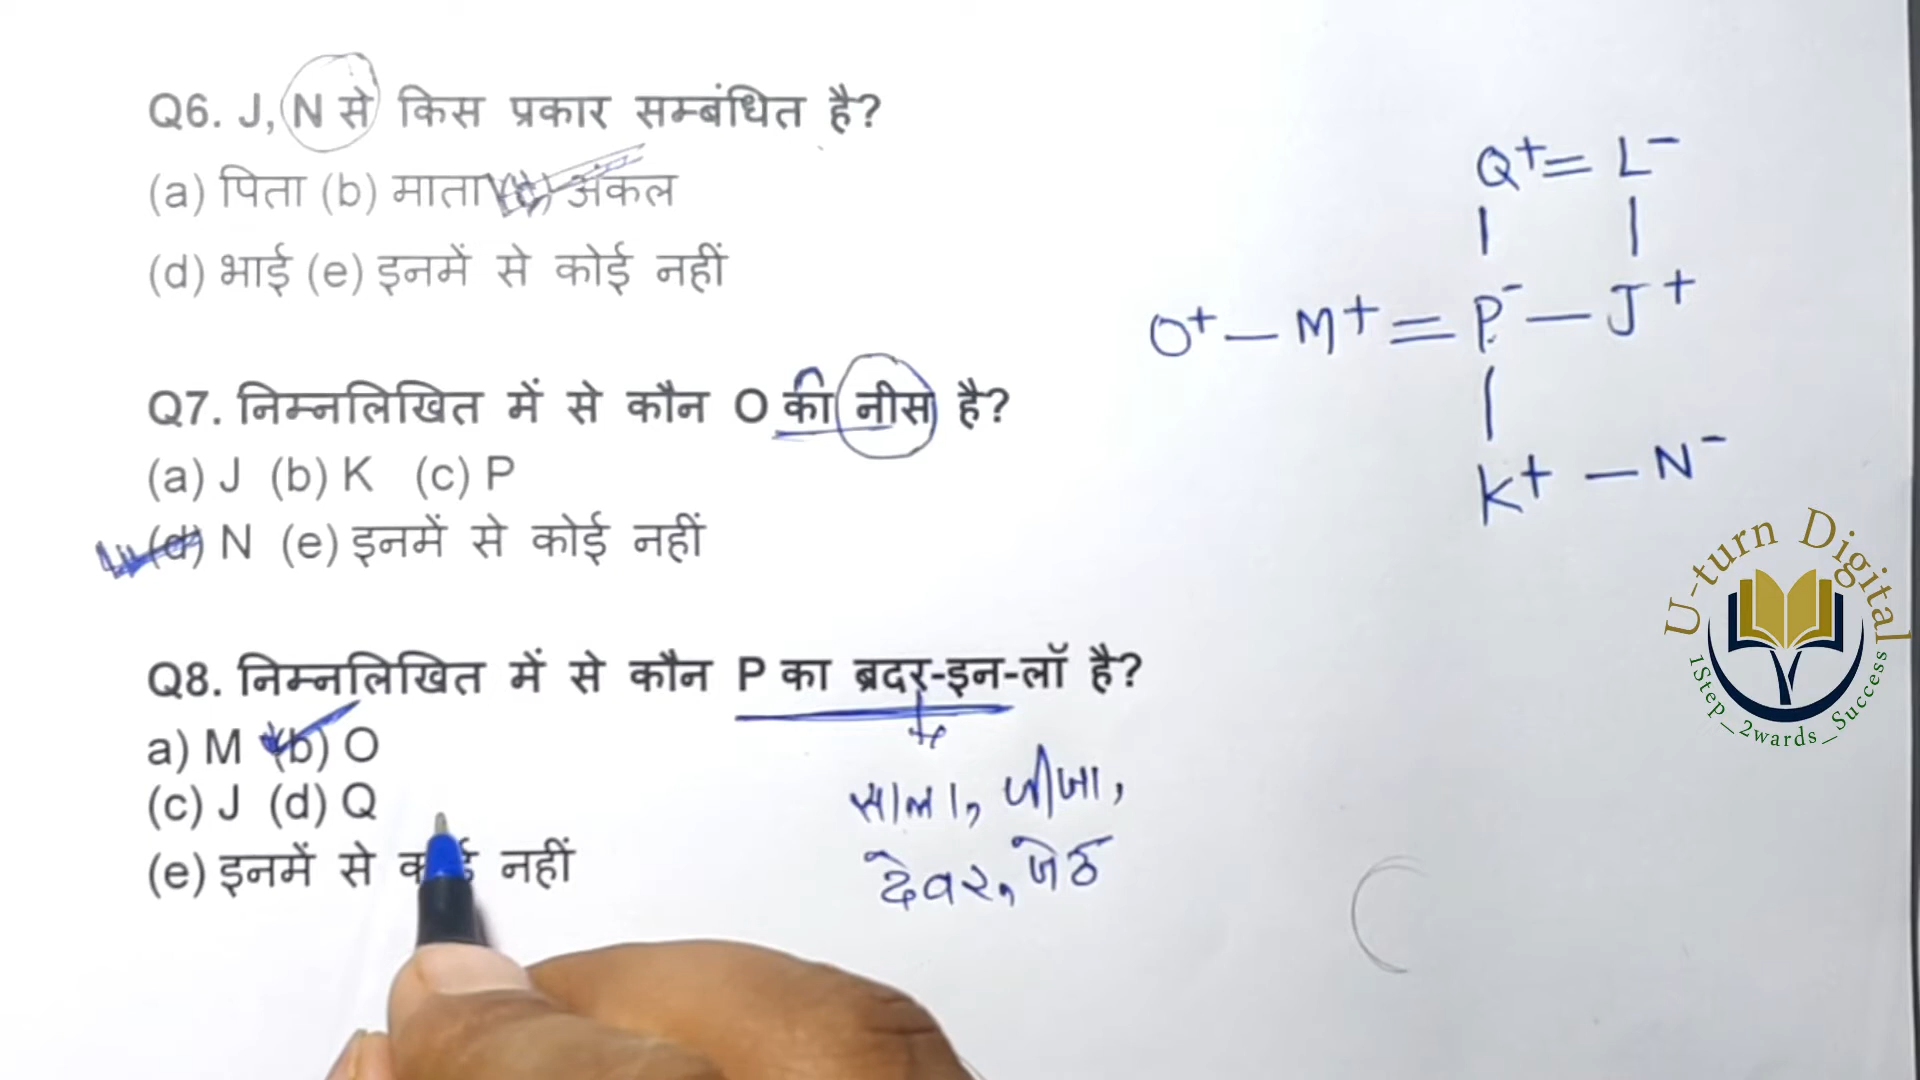 Q6. J, N से किस प्रकार सम्बंधित है?
(a) पिता (b) माता (c) अंकल
(d) भाई (e) इनमें से कोई नहीं
Q7. निम्नलिखित में से कौन O की नीस है?
(a) J (b) K (c) P
(d) N (e) इनमें से कोई नहीं
Q8. निम्नलिखित में से कौन P का ब्रदर-इन-लॉ है?
a) M (b) O
(c) J (d) Q
(e) इनमें से नहीं
साला, जीजा,
देवर, जेठ
Q+ = L-
O+ - M+ = P- - J+
K+ - N-
U-turn Digital
1Step_2wards_Success